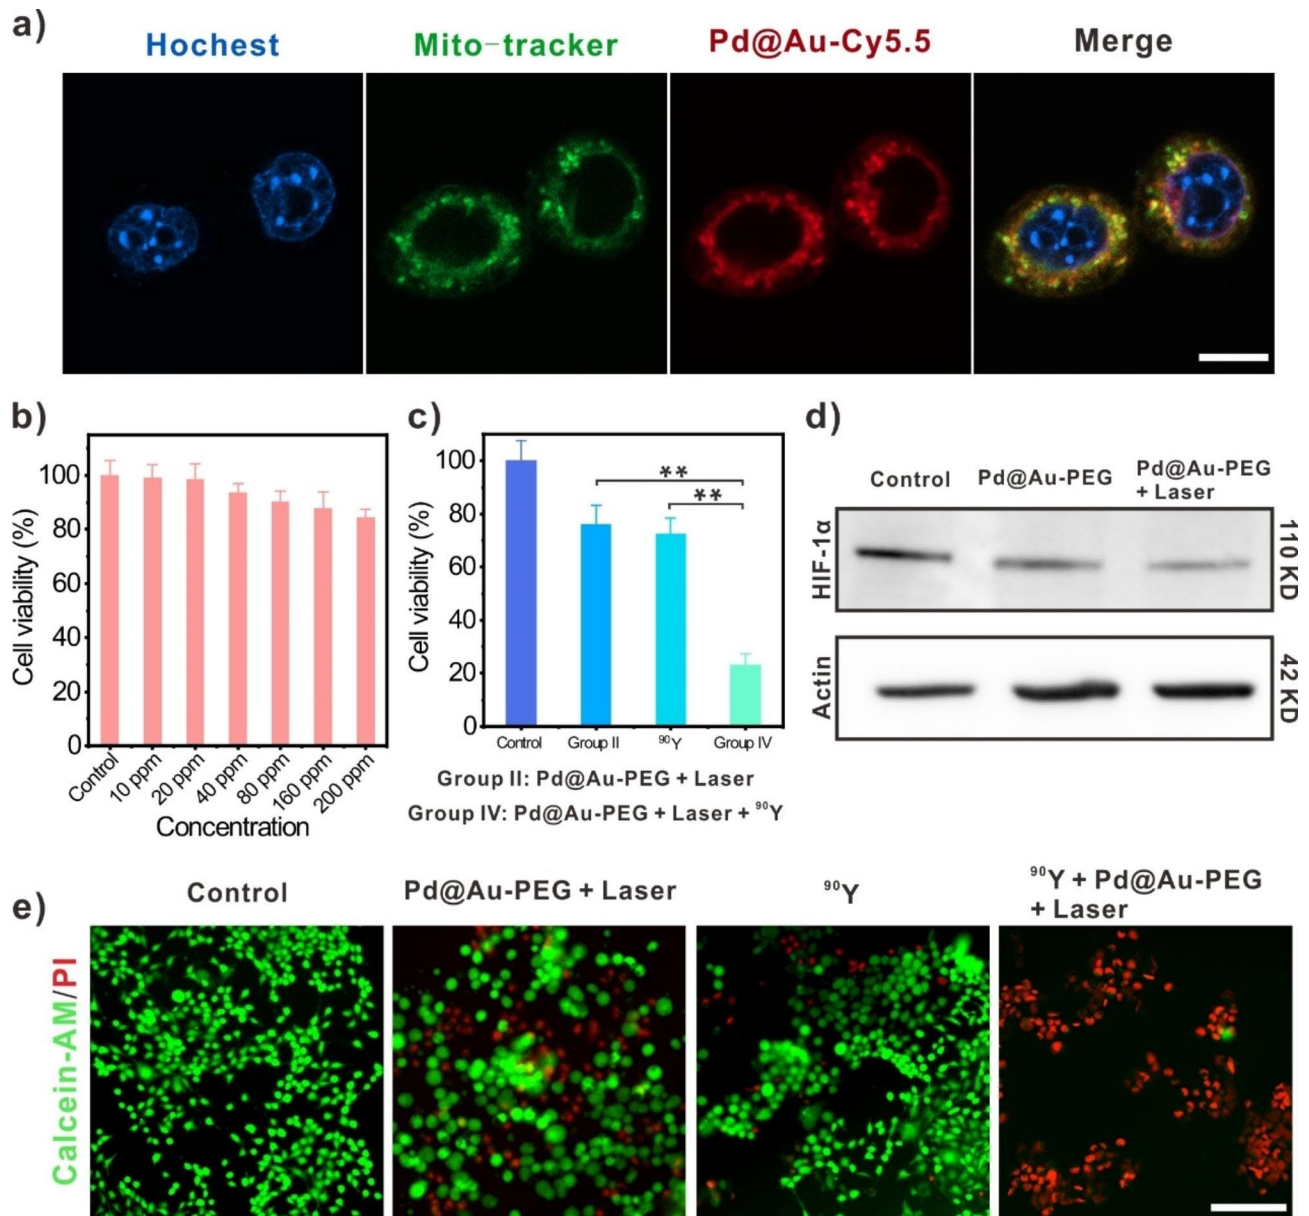 a)
Hochest
Mito-tracker
Pd@Au-Cy5.5
Merge
b)
Cell viability (%)
100
80
60
40
20
0
Control
10 ppm
20 ppm
40 ppm
80 ppm
160 ppm
200 ppm
Concentration
c)
Cell viability (%)
100
80
60
40
20
0
**
**
Control
Group II
⁹⁰Y
Group IV
Group II: Pd@Au-PEG + Laser
Group IV: Pd@Au-PEG + Laser + ⁹⁰Y
d)
Control
Pd@Au-PEG
Pd@Au-PEG
+ Laser
HIF-1α
110 KD
Actin
42 KD
e)
Control
Pd@Au-PEG + Laser
⁹⁰Y
⁹⁰Y + Pd@Au-PEG
+ Laser
Calcein-AM/PI